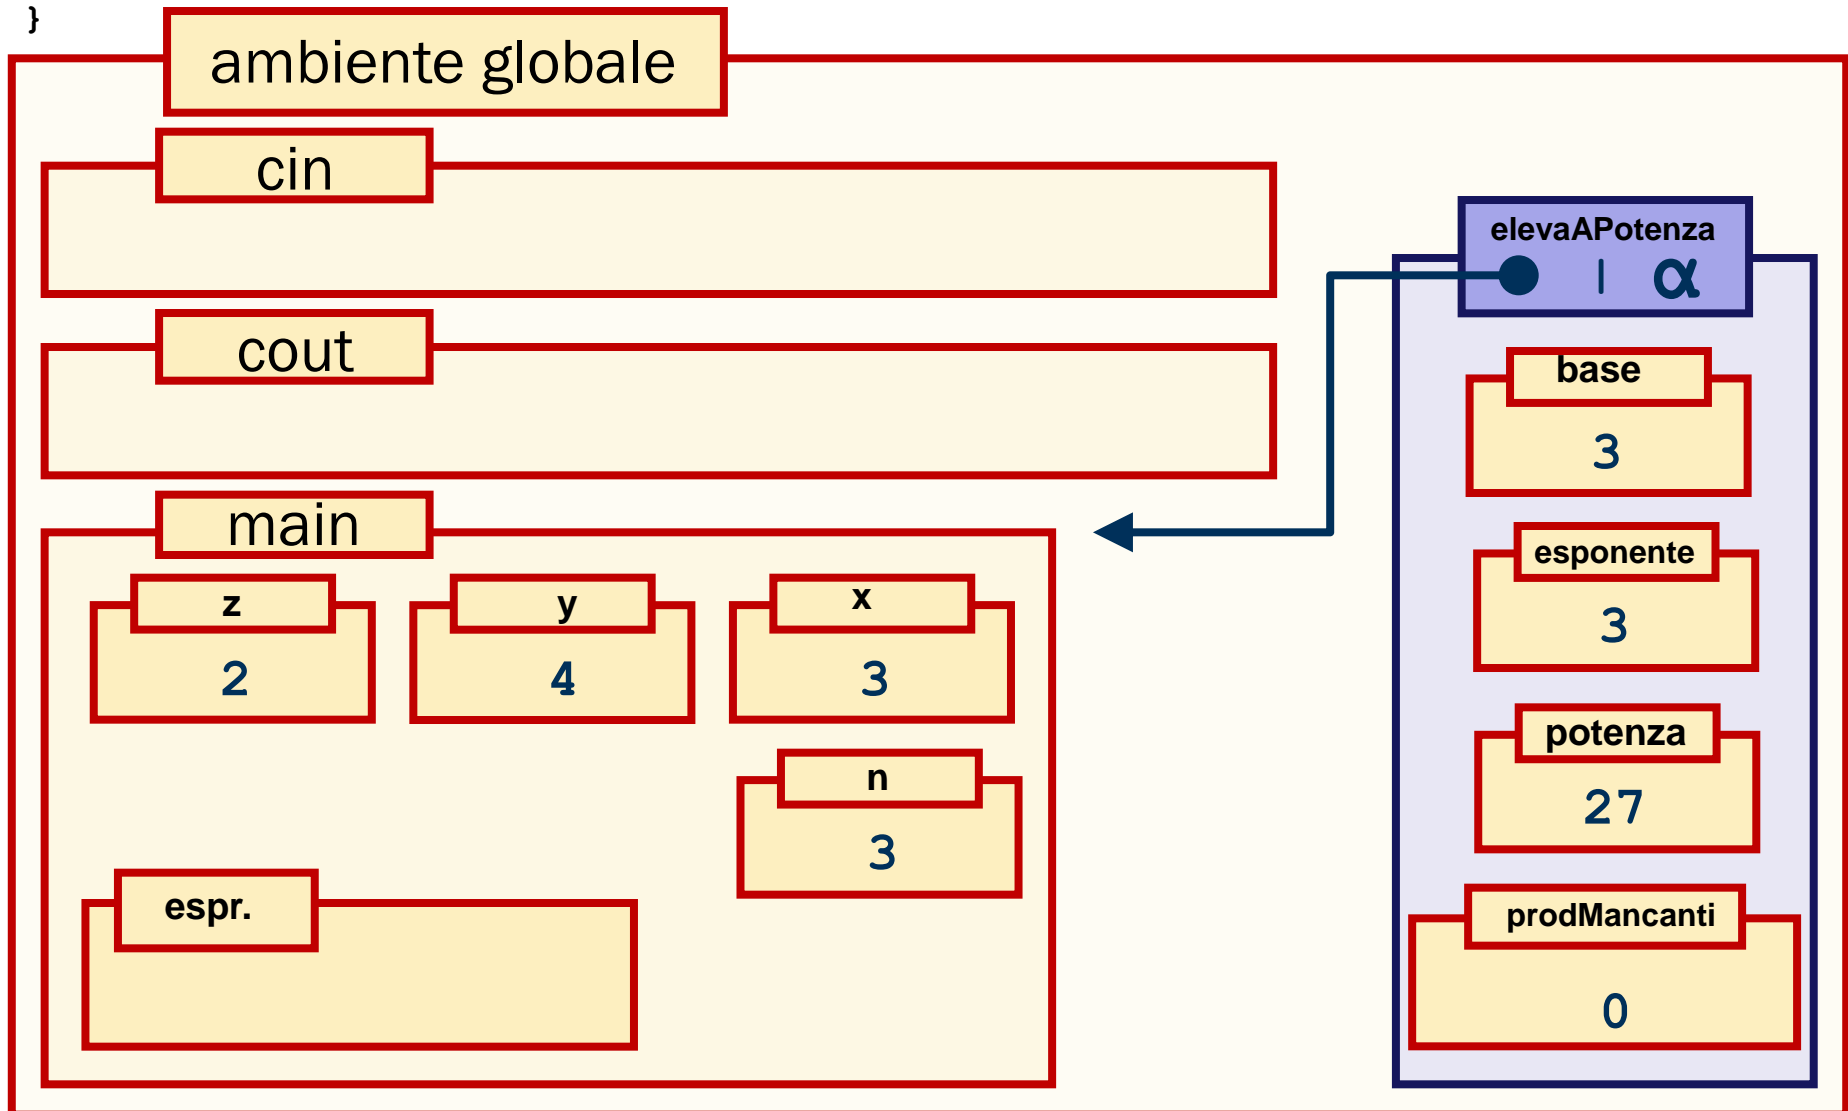 }
ambiente globale
cin
cout
main
z
2
y
4
x
3
n
3
espr.
elevaAPotenza
| α
base
3
esponente
3
potenza
27
prodMancanti
0